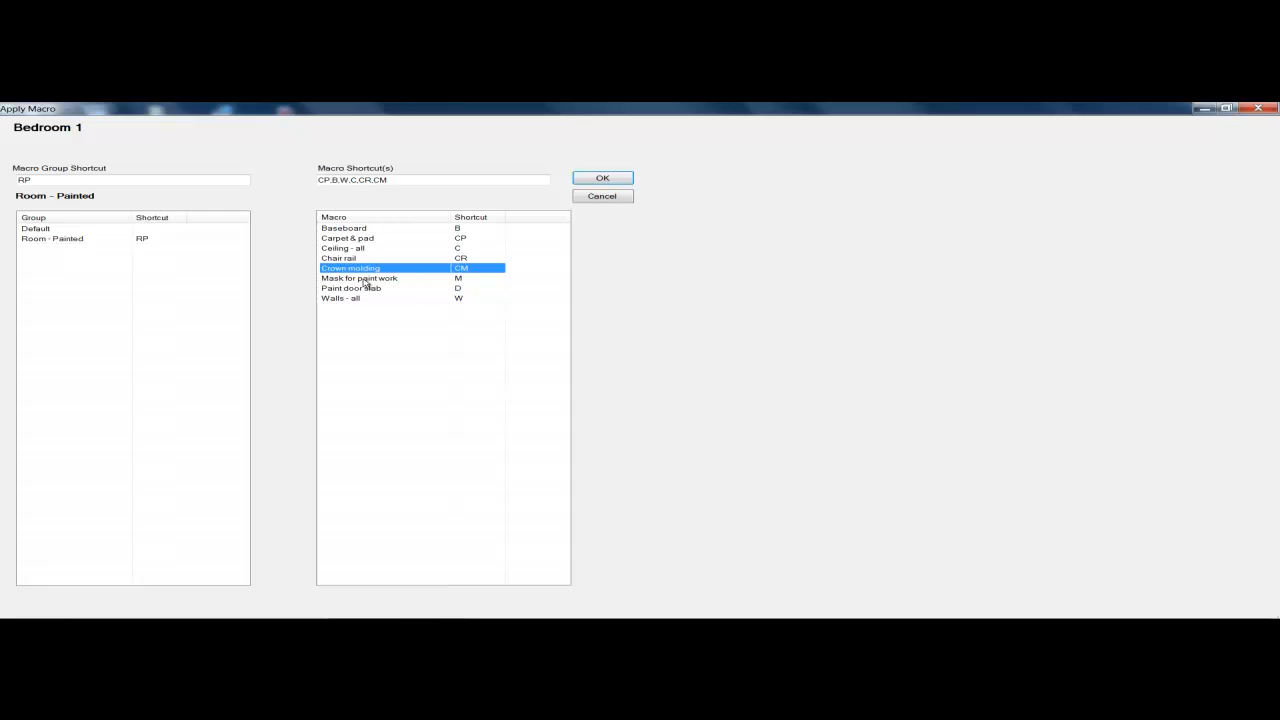 Apply Macro
Bedroom 1
Macro Group Shortcut
RP
Room - Painted
Group Shortcut
Default
Room - Painted RP
Macro Shortcut(s)
CP,B,W,C,CR,CM
OK
Cancel
Macro Shortcut
Baseboard B
Carpet & pad CP
Ceiling - all C
Chair rail CR
Crown molding CM
Mask for paint work M
Paint door slab D
Walls - all W